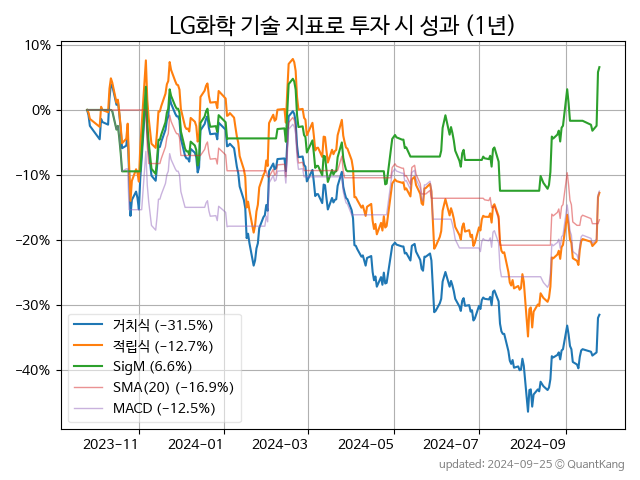 LG화학 기술 지표로 투자 시 성과 (1년)
10%
0%
−10%
−20%
−30%
−40%
거치식 (−31.5%)
적립식 (−12.7%)
SigM (6.6%)
SMA(20) (−16.9%)
MACD (−12.5%)
2023-11
2024-01
2024-03
2024-05
2024-07
2024-09
updated: 2024-09-25 © QuantKang